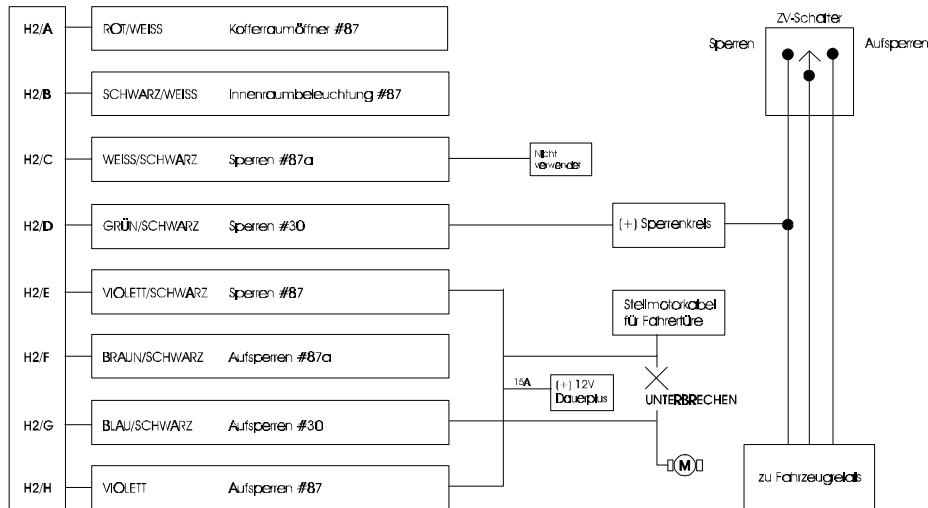 H2/A ROT/WEISS Kofferraumöffner #87
H2/B SCHWARZ/WEISS Innenraumbeleuchtung #87
H2/C WEISS/SCHWARZ Sperren #87a
Nicht
verwendet
H2/D GRÜN/SCHWARZ Sperren #30
(+) Sperrenkreis
H2/E VIOLETT/SCHWARZ Sperren #87
H2/F BRAUN/SCHWARZ Aufsperren #87a
H2/G BLAU/SCHWARZ Aufsperren #30
H2/H VIOLETT Aufsperren #87
Stellmotorkabel
für Fahrertüre
15A
(+) 12V
Dauerplus
UNTERBRECHEN
M
ZV-Schalter
Sperren
Aufsperren
zu Fahrzeugrelais